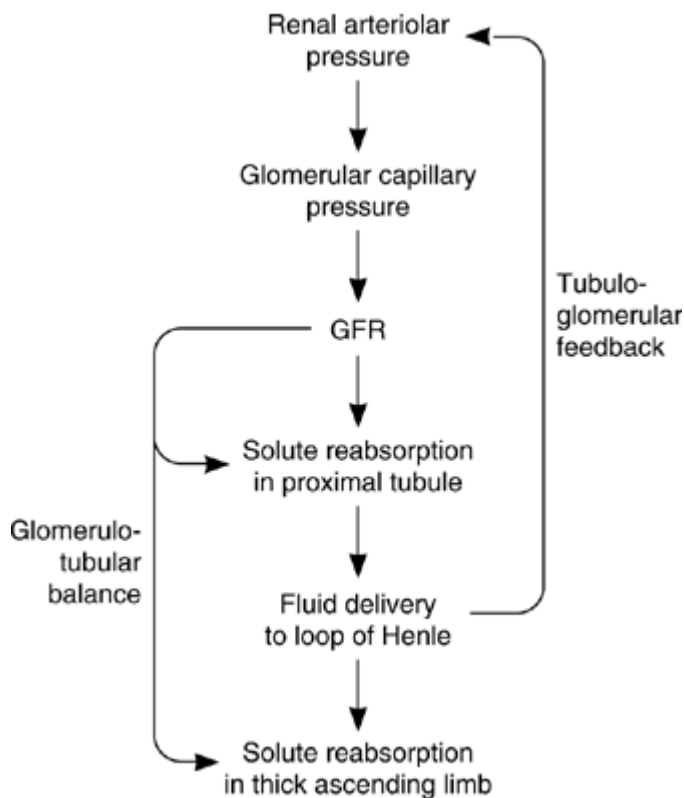 Renal arteriolar
pressure
Glomerular capillary
pressure
Tubulo-
glomerular
feedback
GFR
Solute reabsorption
in proximal tubule
Glomerulo-
tubular
balance
Fluid delivery
to loop of Henle
Solute reabsorption
in thick ascending limb